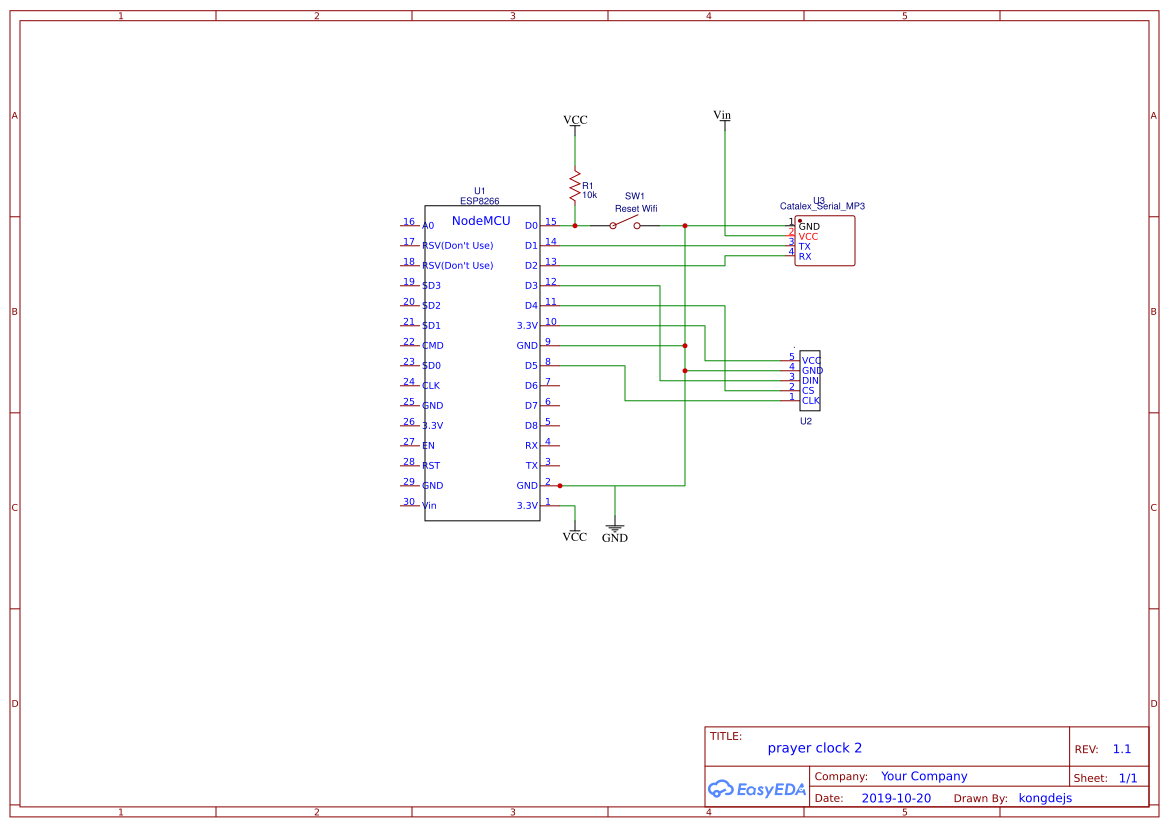 1 2 3 4 5
A A
B B
C C
D D
1 2 3 4 5
VCC
Vin
R1
10k
SW1
Reset Wifi
U1
ESP8266
NodeMCU
16 A0
17 RSV(Don't Use)
18 RSV(Don't Use)
19 SD3
20 SD2
21 SD1
22 CMD
23 SD0
24 CLK
25 GND
26 3.3V
27 EN
28 RST
29 GND
30 Vin
D0 15
D1 14
D2 13
D3 12
D4 11
3.3V 10
GND 9
D5 8
D6 7
D7 6
D8 5
RX 4
TX 3
GND 2
3.3V 1
VCC
GND
U3
Catalex_Serial_MP3
1 GND
2 VCC
3 TX
4 RX
5 VCC
4 GND
3 DIN
2 CS
1 CLK
U2
TITLE:
prayer clock 2
REV: 1.1
EasyEDA
Company: Your Company
Sheet: 1/1
Date: 2019-10-20 Drawn By: kongdejs